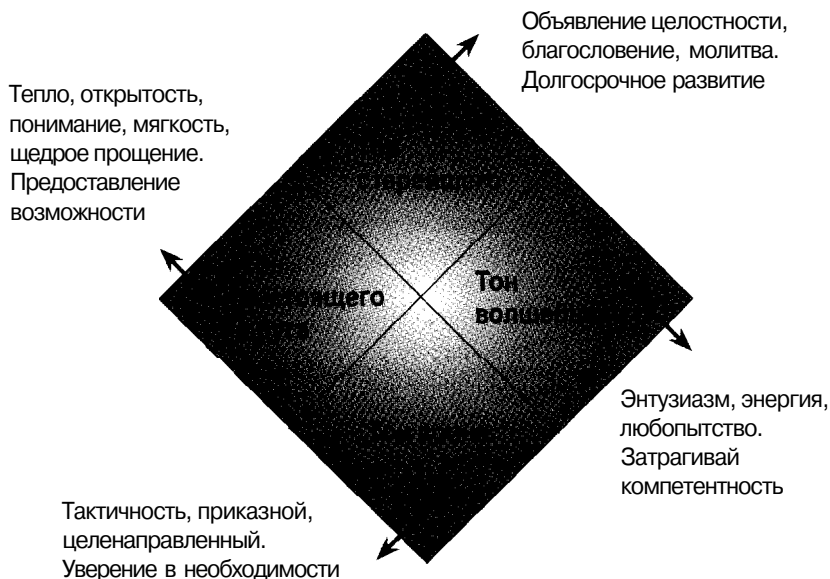 Объявление целостности,
благословение, молитва.
Долгосрочное развитие
Тепло, открытость,
понимание, мягкость,
щедрое прощение.
Предоставление
возможности
Тон
Энтузиазм, энергия,
любопытство.
Затрагивай
компетентность
Тактичность, приказной,
целенаправленный.
Уверение в необходимости